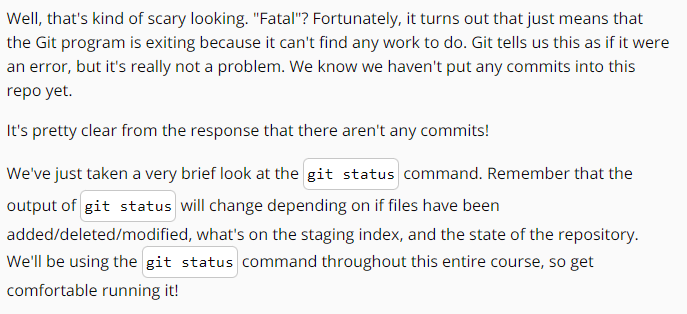 Well, that's kind of scary looking. "Fatal"? Fortunately, it turns out that just means that
the Git program is exiting because it can't find any work to do. Git tells us this as if it were
an error, but it's really not a problem. We know we haven't put any commits into this
repo yet.
It's pretty clear from the response that there aren't any commits!
We've just taken a very brief look at the git status command. Remember that the
output of git status will change depending on if files have been
added/deleted/modified, what's on the staging index, and the state of the repository.
We'll be using the git status command throughout this entire course, so get
comfortable running it!